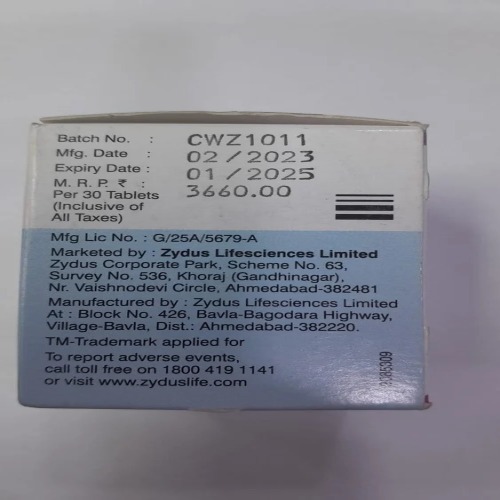 Batch No. : CWZ1011
Mfg. Date : 02/2023
Expiry Date : 01/2025
M. R. P. ₹ : 3660.00
Per 30 Tablets
(Inclusive of
All Taxes)
Mfg Lic No. : G/25A/5679-A
Marketed by : Zydus Lifesciences Limited
Zydus Corporate Park, Scheme No. 63,
Survey No. 536, Khoraj (Gandhinagar),
Nr. Vaishnodevi Circle, Ahmedabad-382481
Manufactured by : Zydus Lifesciences Limited
At : Block No. 426, Bavla-Bagodara Highway,
Village-Bavla, Dist.: Ahmedabad-382220.
TM-Trademark applied for
To report adverse events,
call toll free on 1800 419 1141
or visit www.zyduslife.com